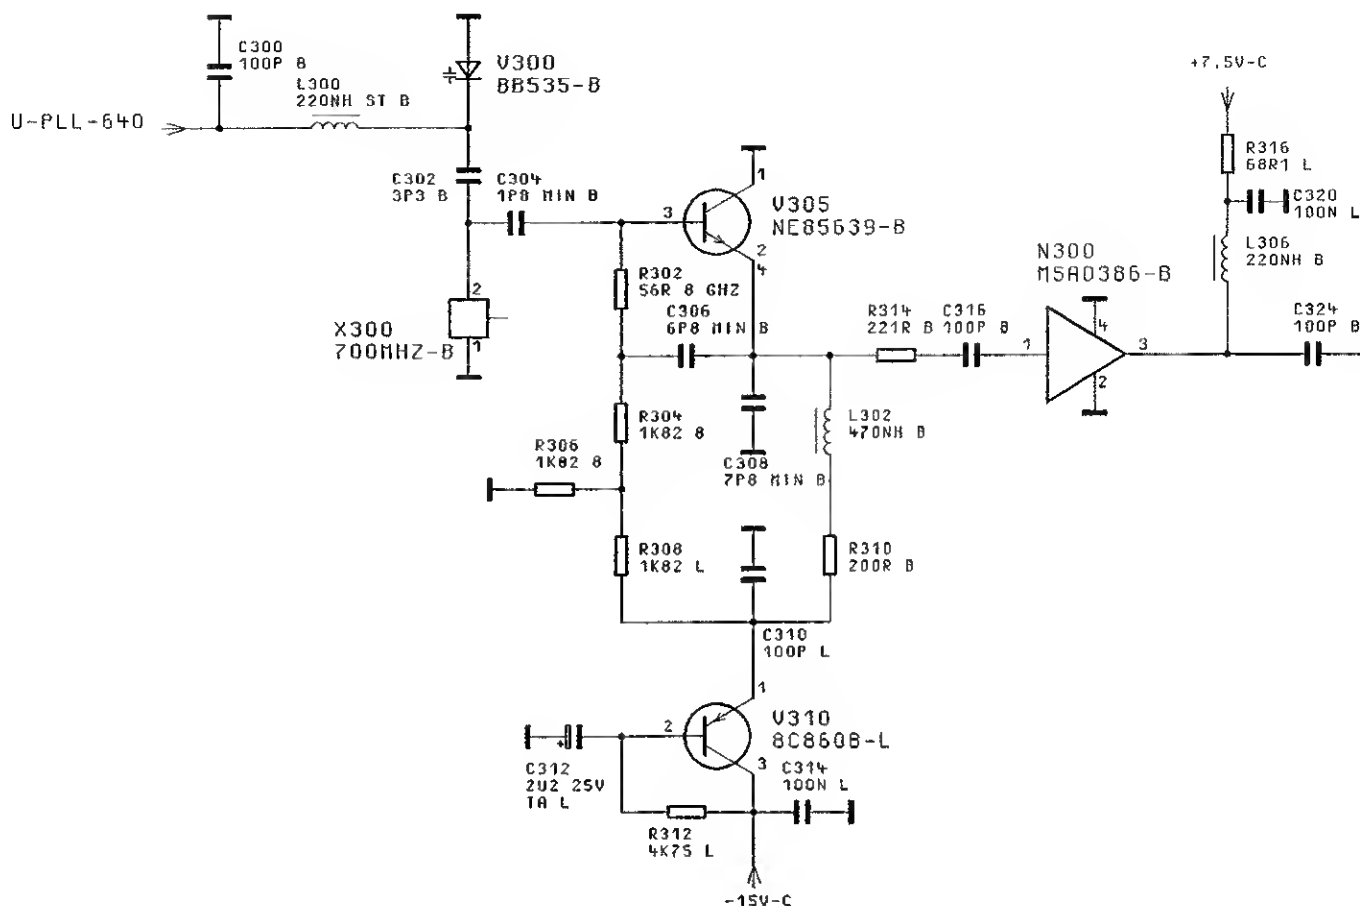 C300
100P B
V300
BB535-B
L300
220NH ST B
U-PLL-640
+7,5V-C
R316
68R1 L
C302
3P3 B
C304
1P8 MIN B
1
3
V305
NE85639-B
2
4
C320
100N L
L306
220NH B
R302
56R 8 GHZ
C306
6P8 MIN B
N300
MSA0386-B
2
X300
700MHZ-B
1
R314
221R B
C316
100P B
1
4
3
2
C324
100P B
R304
1K82 8
L302
470NH B
R306
1K82 8
C308
7P8 MIN B
R308
1K82 L
R310
200R B
C310
100P L
1
2
V310
8C860B-L
3
C312
2U2 25V
TA L
+
C314
100N L
R312
4K75 L
-15V-C